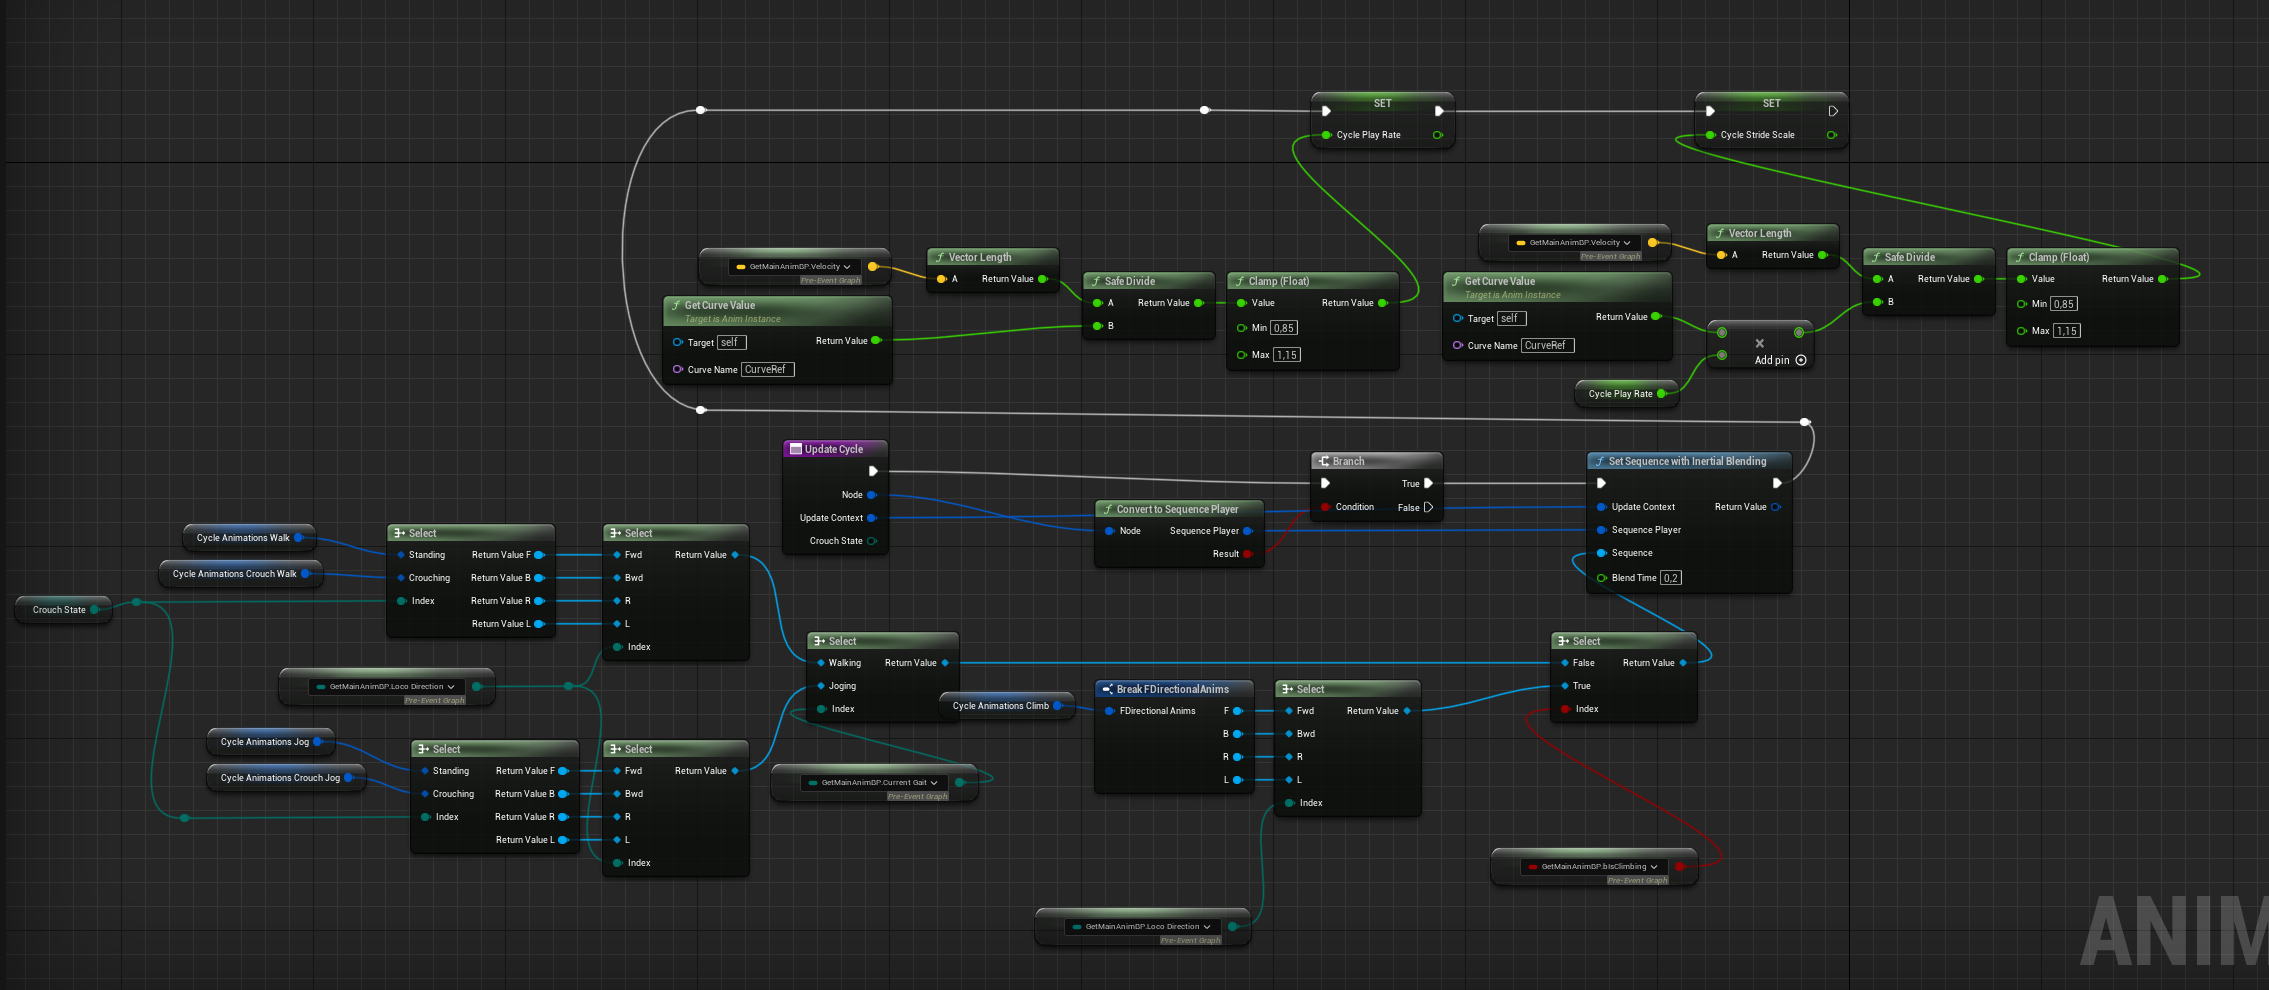 SET
Cycle Play Rate
SET
Cycle Stride Scale
GetMainAnimBP.Velocity
Pre-Event Graph
Vector Length
A Return Value
Get Curve Value
Target is Anim Instance
Target self
Return Value
Curve Name CurveRef
Safe Divide
A Return Value
B
Clamp (Float)
Value Return Value
Min 0,85
Max 1,15
GetMainAnimBP.Velocity
Pre-Event Graph
Vector Length
A Return Value
Get Curve Value
Target is Anim Instance
Target self
Return Value
Curve Name CurveRef
Cycle Play Rate
Add pin
Safe Divide
A Return Value
B
Clamp (Float)
Value Return Value
Min 0,85
Max 1,15
Update Cycle
Node
Update Context
Crouch State
Convert to Sequence Player
Node Sequence Player
Result
Branch
True
Condition False
Set Sequence with Inertial Blending
Update Context Return Value
Sequence Player
Sequence
Blend Time 0,2
Cycle Animations Walk
Cycle Animations Crouch Walk
Crouch State
Select
Standing Return Value F
Crouching Return Value B
Index Return Value R
Return Value L
Select
Fwd Return Value
Bwd
R
L
Index
GetMainAnimBP.Loco Direction
Pre-Event Graph
Cycle Animations Jog
Cycle Animations Crouch Jog
Select
Standing Return Value F
Crouching Return Value B
Index Return Value R
Return Value L
Select
Fwd Return Value
Bwd
R
L
Index
Select
Walking Return Value
Joging
Index
GetMainAnimBP.Current Gait
Pre-Event Graph
Cycle Animations Climb
Break FDirectionalAnims
FDirectional Anims F
B
R
L
Select
Fwd Return Value
Bwd
R
L
Index
GetMainAnimBP.Loco Direction
Pre-Event Graph
Select
False Return Value
True
Index
GetMainAnimBP.bIsClimbing
Pre-Event Graph
ANIM